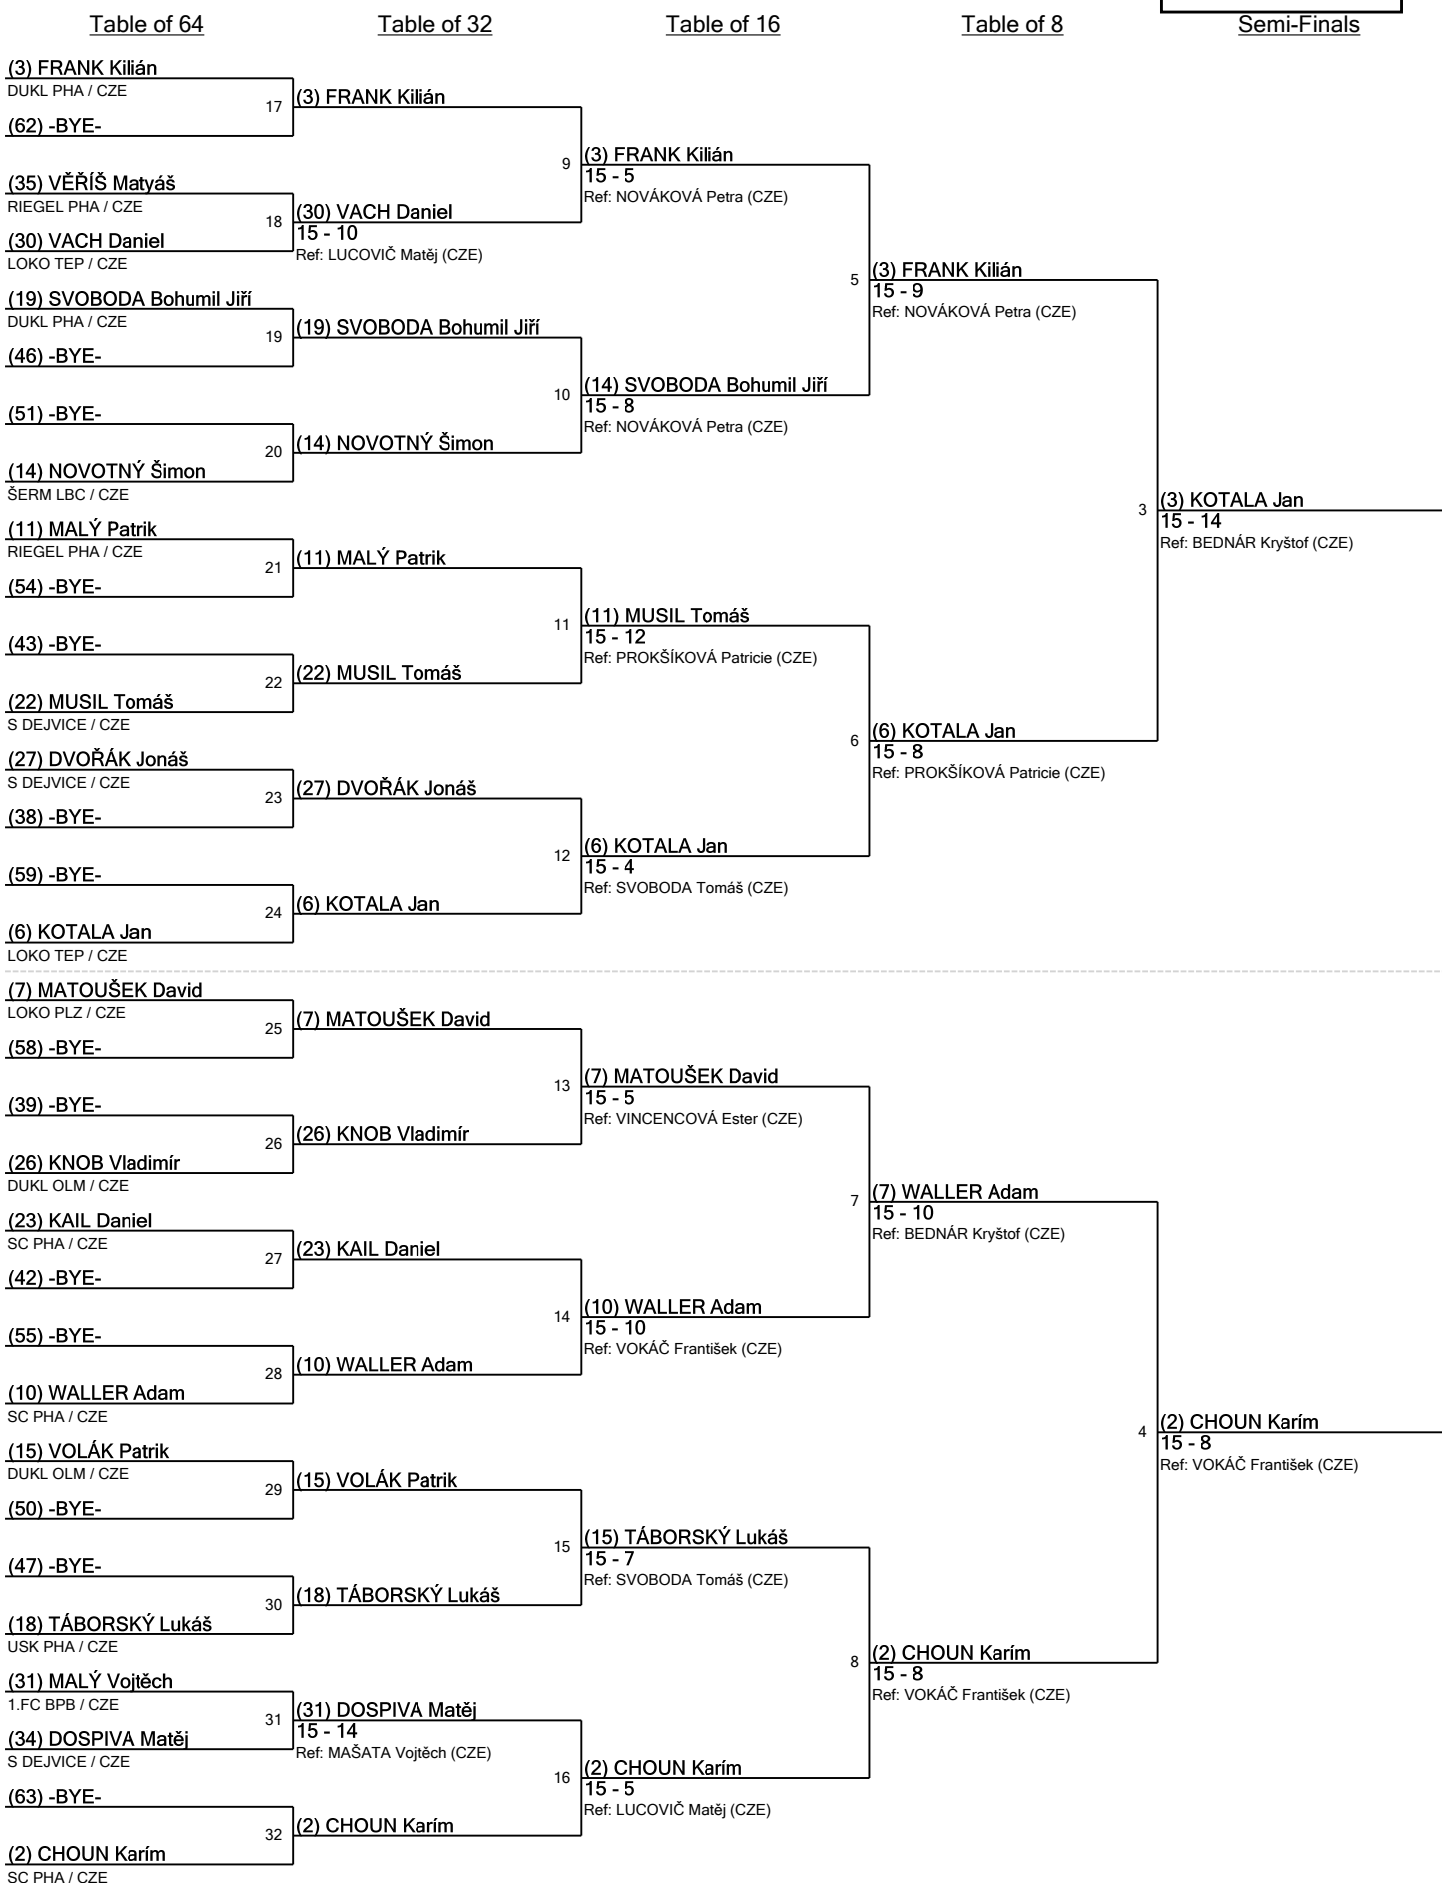 Table of 64
Table of 32
Table of 16
Table of 8
Semi-Finals
(3) FRANK Kilián
DUKL PHA / CZE
17
(62) -BYE-
(35) VĚŘÍŠ Matyáš
RIEGEL PHA / CZE
18
(30) VACH Daniel
LOKO TEP / CZE
(19) SVOBODA Bohumil Jiří
DUKL PHA / CZE
19
(46) -BYE-
(51) -BYE-
20
(14) NOVOTNÝ Šimon
ŠERM LBC / CZE
(11) MALÝ Patrik
RIEGEL PHA / CZE
21
(54) -BYE-
(43) -BYE-
22
(22) MUSIL Tomáš
S DEJVICE / CZE
(27) DVOŘÁK Jonáš
S DEJVICE / CZE
23
(38) -BYE-
(59) -BYE-
24
(6) KOTALA Jan
LOKO TEP / CZE
(7) MATOUŠEK David
LOKO PLZ / CZE
25
(58) -BYE-
(39) -BYE-
26
(26) KNOB Vladimír
DUKL OLM / CZE
(23) KAIL Daniel
SC PHA / CZE
27
(42) -BYE-
(55) -BYE-
28
(10) WALLER Adam
SC PHA / CZE
(15) VOLÁK Patrik
DUKL OLM / CZE
29
(50) -BYE-
(47) -BYE-
30
(18) TÁBORSKÝ Lukáš
USK PHA / CZE
(31) MALÝ Vojtěch
1.FC BPB / CZE
31
(34) DOSPIVA Matěj
S DEJVICE / CZE
(63) -BYE-
32
(2) CHOUN Karím
SC PHA / CZE
(3) FRANK Kilián
9
(30) VACH Daniel
15 - 10
Ref: LUCOVIČ Matěj (CZE)
(19) SVOBODA Bohumil Jiří
10
(14) NOVOTNÝ Šimon
(11) MALÝ Patrik
11
(22) MUSIL Tomáš
(27) DVOŘÁK Jonáš
12
(6) KOTALA Jan
(7) MATOUŠEK David
13
(26) KNOB Vladimír
(23) KAIL Daniel
14
(10) WALLER Adam
(15) VOLÁK Patrik
15
(18) TÁBORSKÝ Lukáš
(31) DOSPIVA Matěj
15 - 14
Ref: MAŠATA Vojtěch (CZE)
16
(2) CHOUN Karím
(3) FRANK Kilián
15 - 5
Ref: NOVÁKOVÁ Petra (CZE)
5
(14) SVOBODA Bohumil Jiří
15 - 8
Ref: NOVÁKOVÁ Petra (CZE)
(11) MUSIL Tomáš
15 - 12
Ref: PROKŠÍKOVÁ Patricie (CZE)
6
(6) KOTALA Jan
15 - 4
Ref: SVOBODA Tomáš (CZE)
(7) MATOUŠEK David
15 - 5
Ref: VINCENCOVÁ Ester (CZE)
7
(10) WALLER Adam
15 - 10
Ref: VOKÁČ František (CZE)
(15) TÁBORSKÝ Lukáš
15 - 7
Ref: SVOBODA Tomáš (CZE)
8
(2) CHOUN Karím
15 - 5
Ref: LUCOVIČ Matěj (CZE)
(3) FRANK Kilián
15 - 9
Ref: NOVÁKOVÁ Petra (CZE)
3
(6) KOTALA Jan
15 - 8
Ref: PROKŠÍKOVÁ Patricie (CZE)
(7) WALLER Adam
15 - 10
Ref: BEDNÁR Kryštof (CZE)
4
(2) CHOUN Karím
15 - 8
Ref: VOKÁČ František (CZE)
(3) KOTALA Jan
15 - 14
Ref: BEDNÁR Kryštof (CZE)
(2) CHOUN Karím
15 - 8
Ref: VOKÁČ František (CZE)